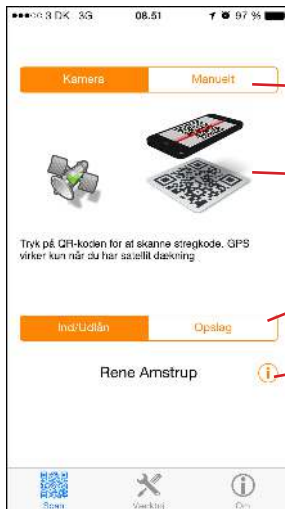 3 DK 3G 08.51 97 %
Kamera Manuelt
Tryk på QR-koden for at skanne stregkode. GPS
virker kun når du har satellit dækning
Ind/Udlån Opslag
Rene Amstrup
Scan Værktøj Om